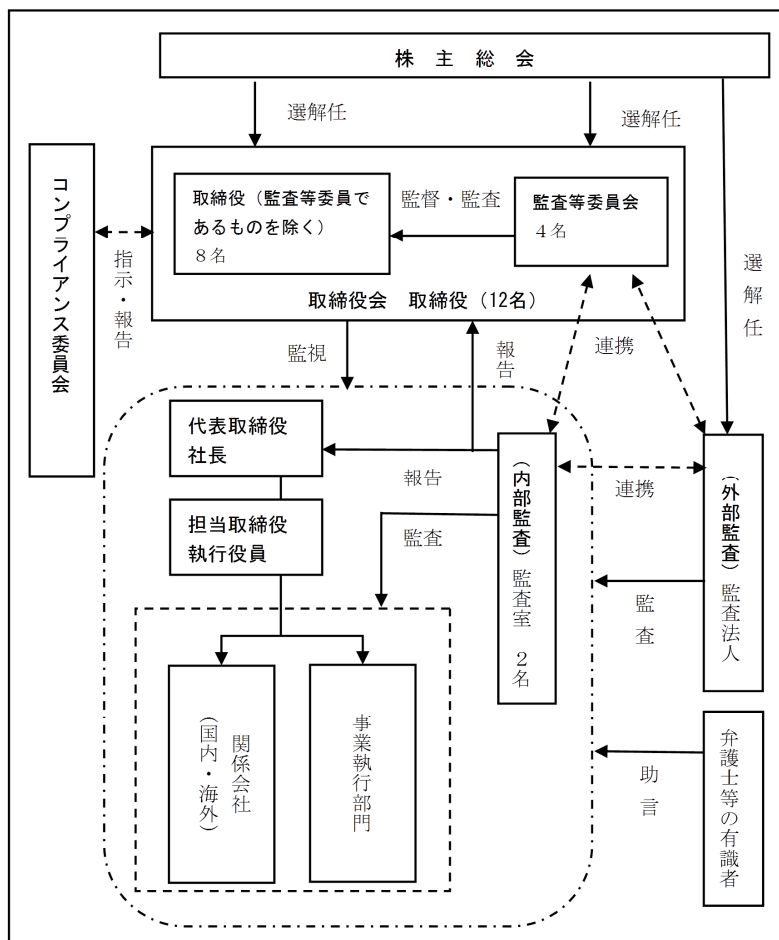 株 主 総 会
選解任
選解任
選解任
コンプライアンス委員会
指示・報告
取締役（監査等委員で
あるものを除く）
８名
監督・監査
監査等委員会
４名
取締役会　取締役（12名）
監視
報告
連携
代表取締役
社長
報告
担当取締役
執行役員
監査
（内部監査）監査室　２名
連携
（外部監査）監査法人
監 査
関係会社
（国内・海外）
事業執行部門
助 言
弁護士等の有識者